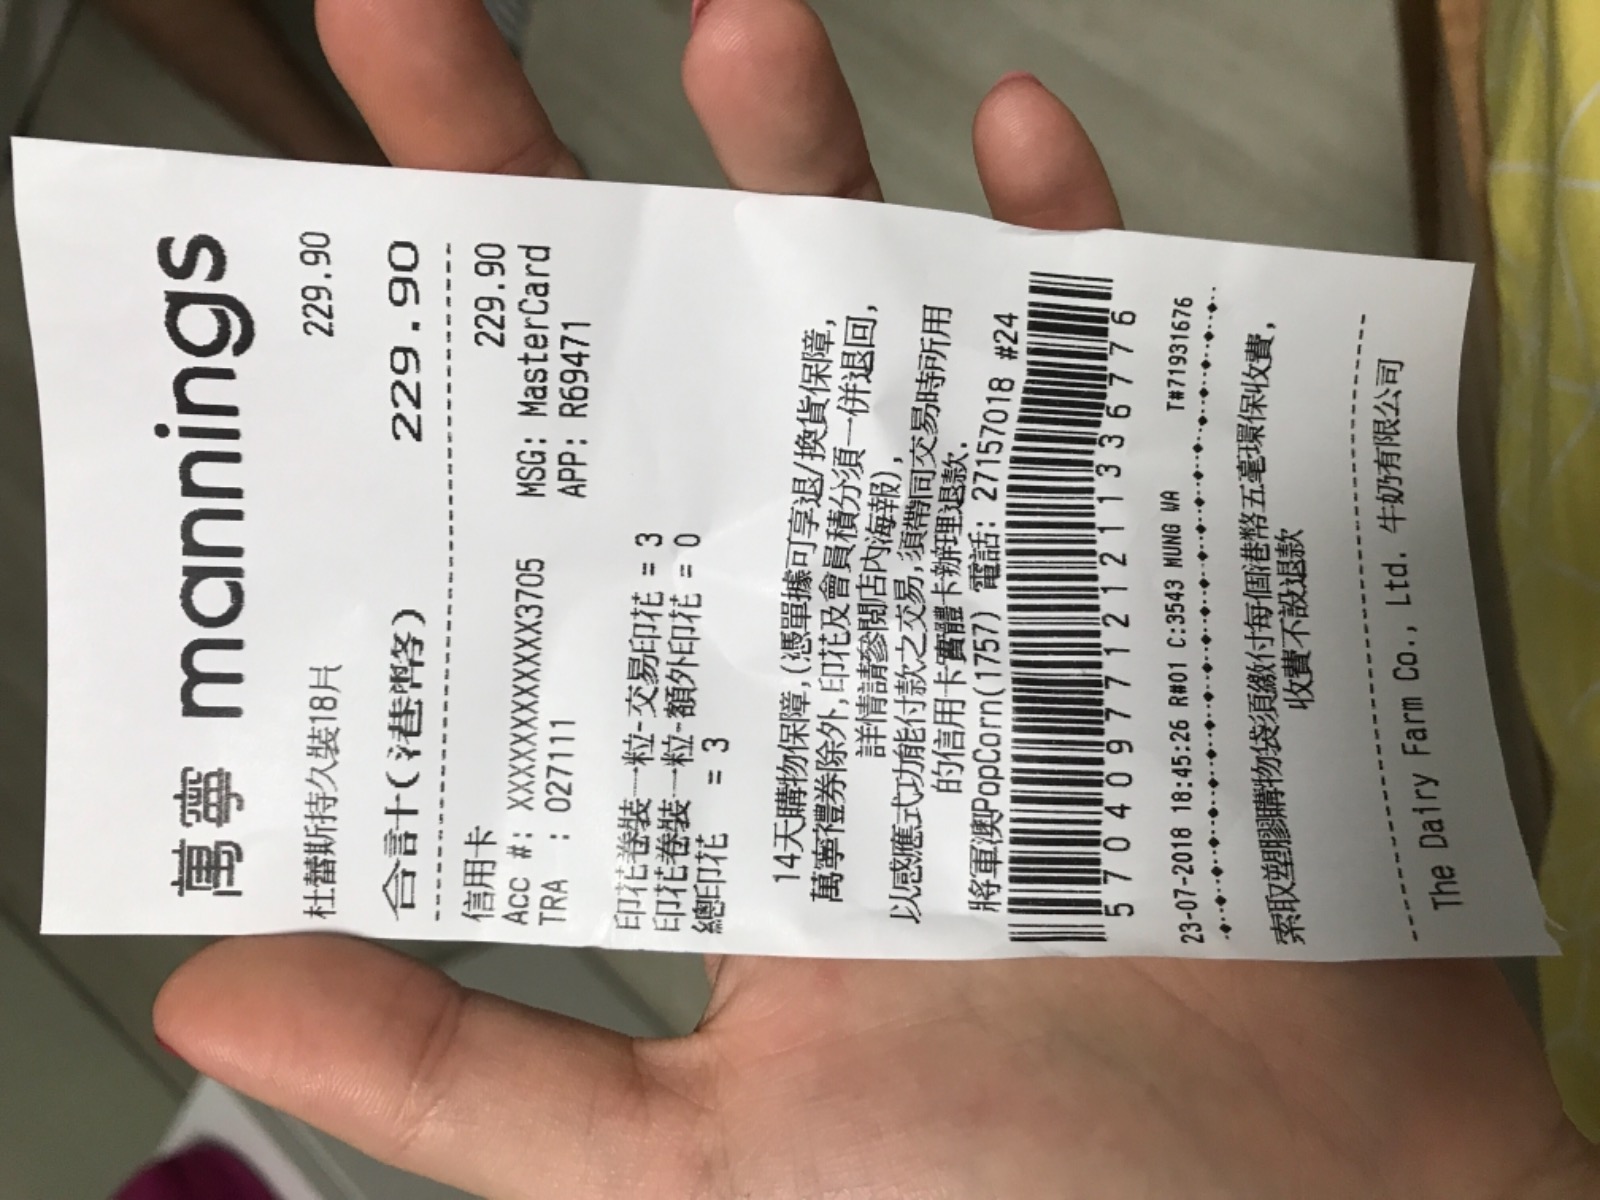 萬寧 mannings
杜蕾斯持久裝18片 229.90
合計(港幣) 229.90
信用卡 229.90
Acc #: XXXXXXXXXXXX3705 MSG: MasterCard
TRA : 027111 APP: R69471
印花卷裝一粒-交易印花 = 3
印花卷裝一粒-額外印花 = 0
總印花 = 3
14天購物保障,(憑單據可享退/換貨保障,
萬寧禮券除外,印花及會員積分須一併退回,
詳情請參閱店內海報),
以感應式功能付款之交易,須帶同交易時所用
的信用卡實體卡辦理退款.
將軍澳PopCorn(1757) 電話: 27157018 #24
57040977121211336776
23-07-2018 18:45:26 R#01 C:3543 MUNG WA T#71931676
索取塑膠購物袋須繳付每個港幣五毫環保收費,
收費不設退款
The Dairy Farm Co., Ltd. 牛奶有限公司